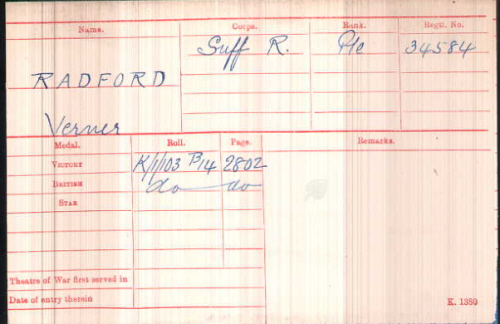 Name. Corps. Rank. Regtl. No.
Suff R. Pte 34584
RADFORD
Verner
Medal. Roll. Page. Remarks.
VICTORY K/1/103 B14 2802
BRITISH do do
STAR
Theatre of War first served in
Date of entry therein
K. 1380